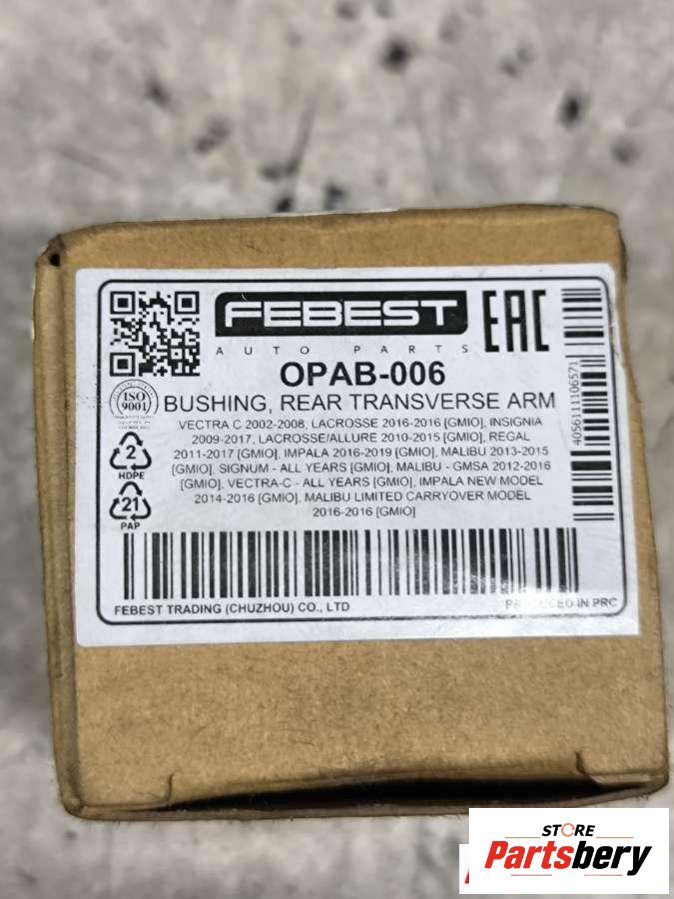 FEBEST
EAC
AUTO PARTS
OPAB-006
ISO
9001
BUSHING, REAR TRANSVERSE ARM
VECTRA C 2002-2008, LACROSSE 2016-2016 [GMIO], INSIGNIA
2009-2017, LACROSSE/ALLURE 2010-2015 [GMIO], REGAL
2011-2017 [GMIO], IMPALA 2016-2019 [GMIO], MALIBU 2013-2015
[GMIO], SIGNUM - ALL YEARS [GMIO], MALIBU - GMSA 2012-2016
[GMIO], VECTRA-C - ALL YEARS [GMIO], IMPALA NEW MODEL
2014-2016 [GMIO], MALIBU LIMITED CARRYOVER MODEL
2016-2016 [GMIO]
2
HDPE
21
PAP
4056111106571
FEBEST TRADING (CHUZHOU) CO., LTD
PRODUCED IN PRC
STORE
Partsbery